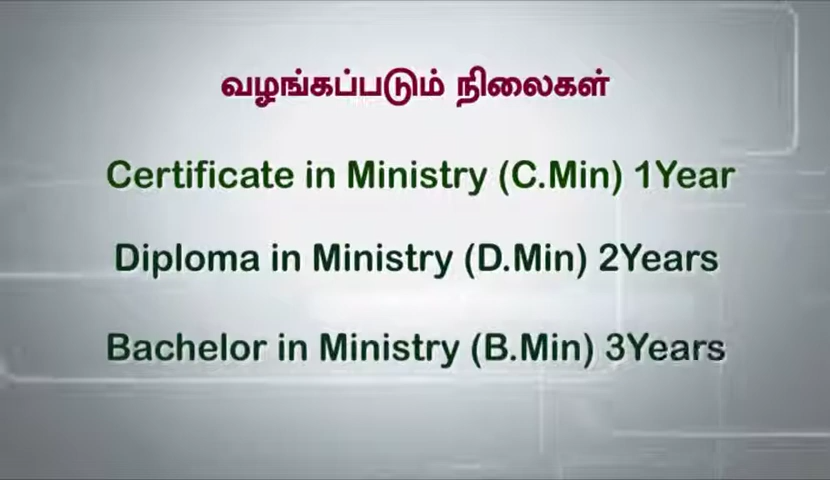 வழங்கப்படும் நிலைகள்
Certificate in Ministry (C.Min) 1Year
Diploma in Ministry (D.Min) 2Years
Bachelor in Ministry (B.Min) 3Years